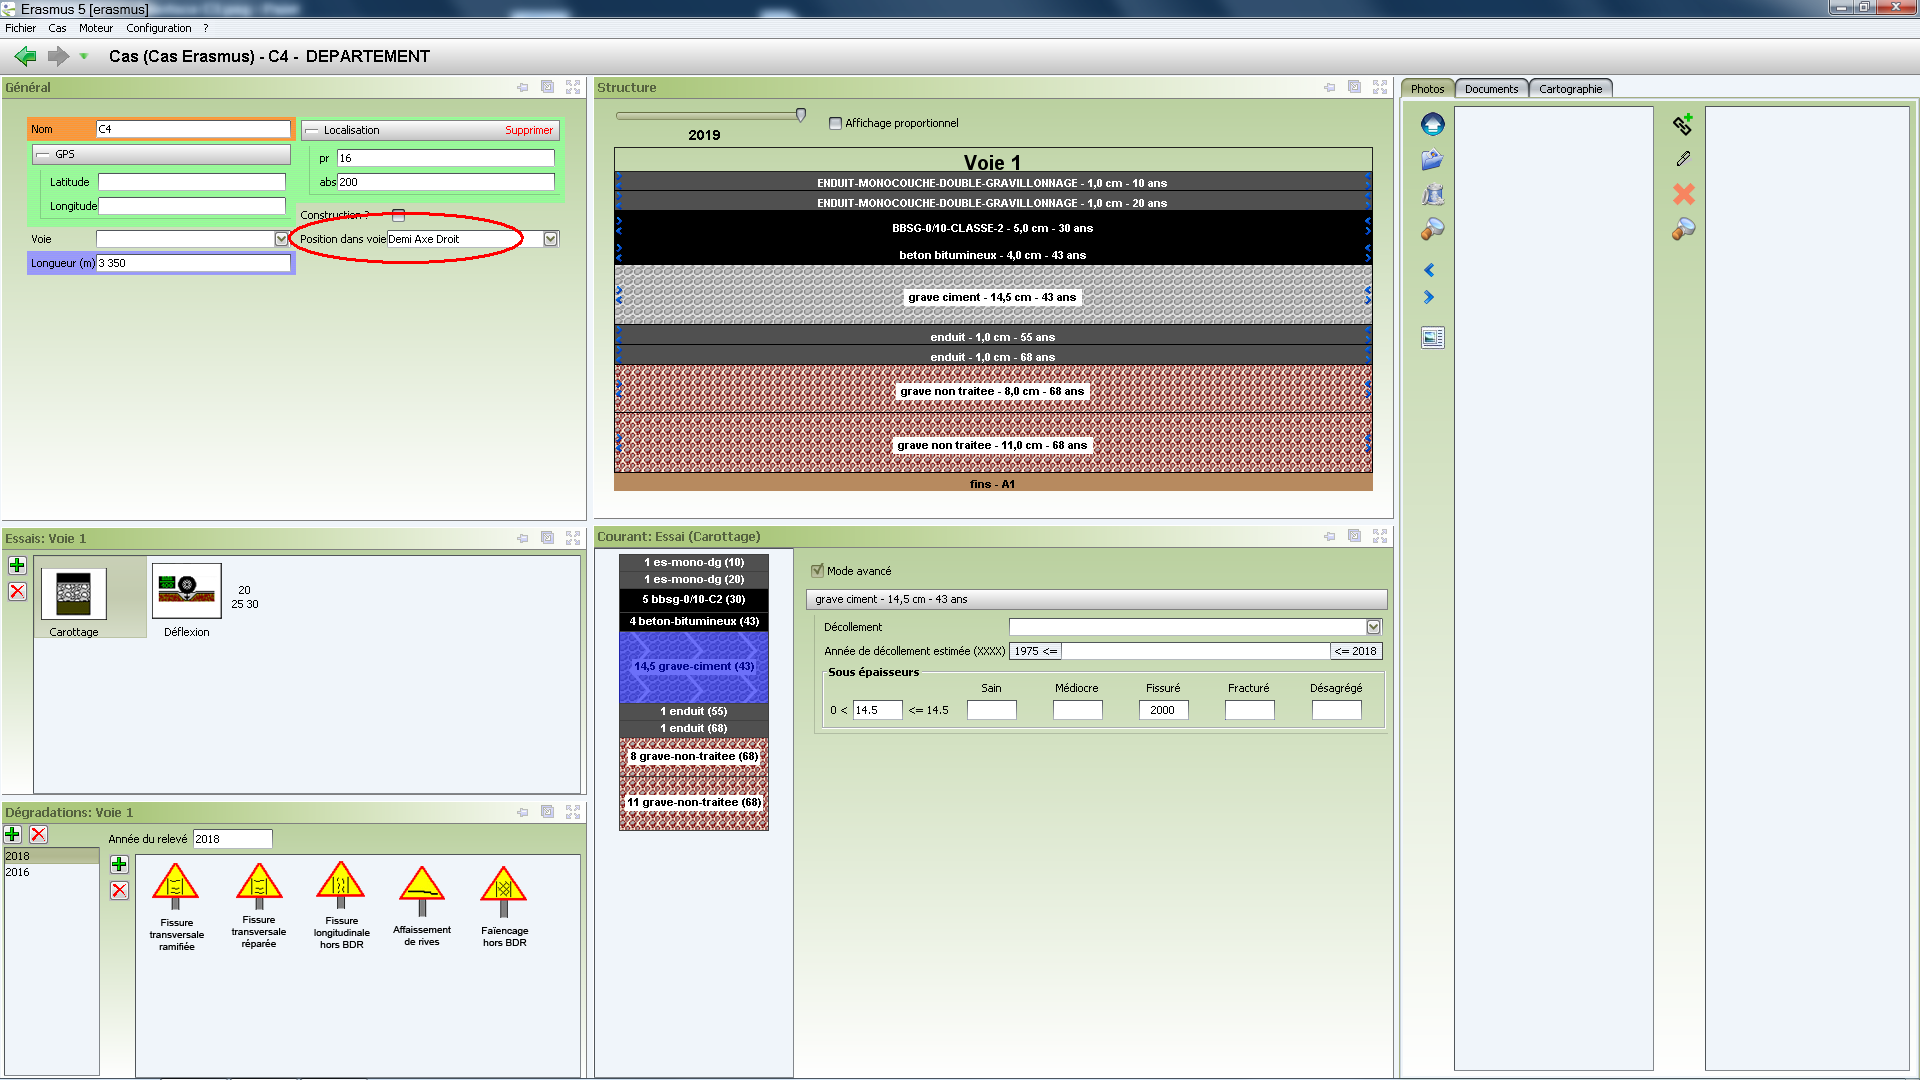 Erasmus 5 [erasmus]
Fichier Cas Moteur Configuration ?
Cas (Cas Erasmus) - C4 - DEPARTEMENT
Général
Nom C4
GPS
Latitude
Longitude
Localisation Supprimer
pr 16
abs 200
Construction ?
Voie
Position dans voie Demi Axe Droit
Longueur (m) 3 350
Structure
2019
Affichage proportionnel
Voie 1
ENDUIT-MONOCOUCHE-DOUBLE-GRAVILLONNAGE - 1,0 cm - 10 ans
ENDUIT-MONOCOUCHE-DOUBLE-GRAVILLONNAGE - 1,0 cm - 20 ans
BBSG-0/10-CLASSE-2 - 5,0 cm - 30 ans
beton bitumineux - 4,0 cm - 43 ans
grave ciment - 14,5 cm - 43 ans
enduit - 1,0 cm - 55 ans
enduit - 1,0 cm - 68 ans
grave non traitee - 8,0 cm - 68 ans
grave non traitee - 11,0 cm - 68 ans
fins - A1
Photos Documents Cartographie
Essais: Voie 1
Carottage
Déflexion
20
25 30
Courant: Essai (Carottage)
1 es-mono-dg (10)
1 es-mono-dg (20)
5 bbsg-0/10-C2 (30)
4 beton-bitumineux (43)
14,5 grave-ciment (43)
1 enduit (55)
1 enduit (68)
8 grave-non-traitee (68)
11 grave-non-traitee (68)
Mode avancé
grave ciment - 14,5 cm - 43 ans
Décollement
Année de décollement estimée (XXXX) 1975 <= <= 2018
Sous épaisseurs
Sain Médiocre Fissuré Fracturé Désagrégé
0 < 14.5 <= 14.5 2000
Dégradations: Voie 1
Année du relevé 2018
2018
2016
Fissure
transversale
ramifiée
Fissure
transversale
réparée
Fissure
longitudinale
hors BDR
Affaissement
de rives
Faïencage
hors BDR